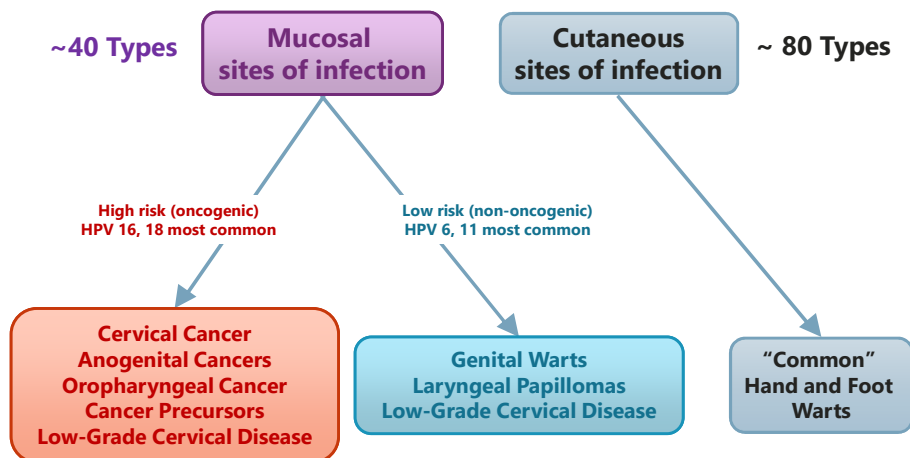 ~40 Types
Mucosal
sites of infection
Cutaneous
sites of infection
~ 80 Types
High risk (oncogenic)
HPV 16, 18 most common
Low risk (non-oncogenic)
HPV 6, 11 most common
Cervical Cancer
Anogenital Cancers
Oropharyngeal Cancer
Cancer Precursors
Low-Grade Cervical Disease
Genital Warts
Laryngeal Papillomas
Low-Grade Cervical Disease
“Common”
Hand and Foot
Warts